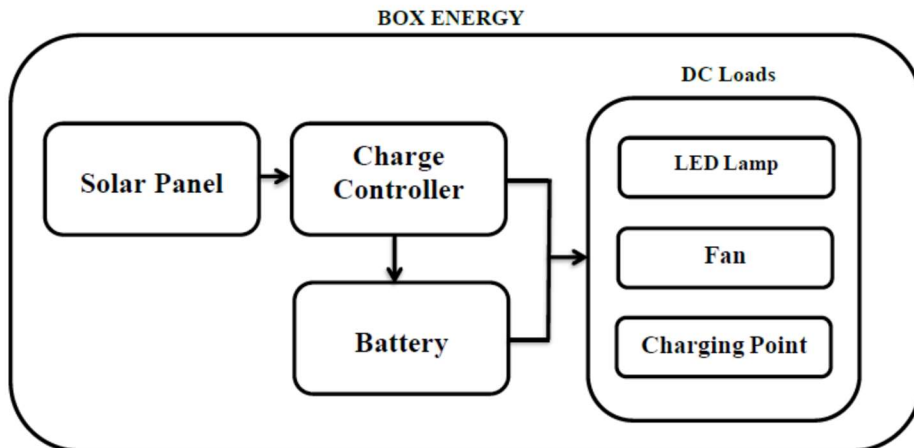 BOX ENERGY
DC Loads
Solar Panel
Charge
Controller
Battery
LED Lamp
Fan
Charging Point